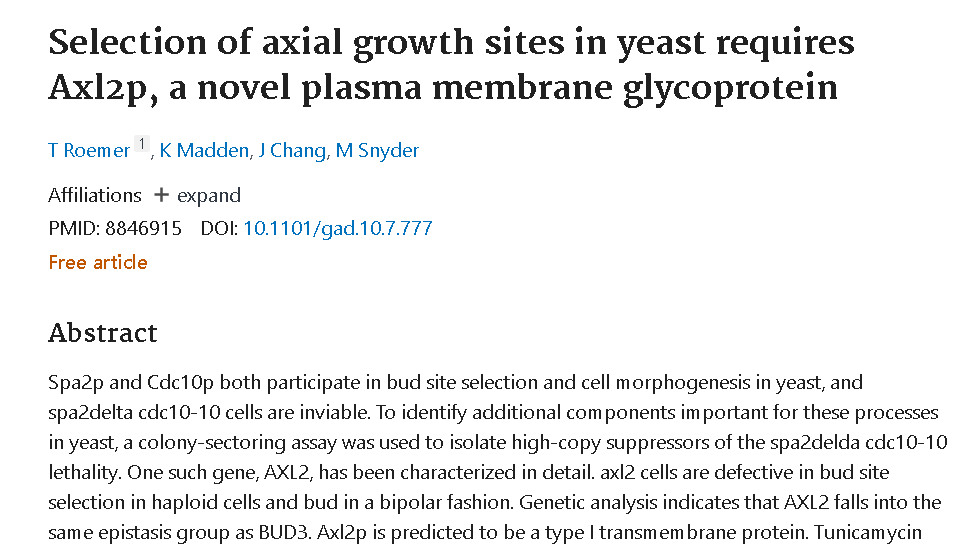 Selection of axial growth sites in yeast requires
Axl2p, a novel plasma membrane glycoprotein
T Roemer 1, K Madden, J Chang, M Snyder
Affiliations + expand
PMID: 8846915 DOI: 10.1101/gad.10.7.777
Free article
Abstract
Spa2p and Cdc10p both participate in bud site selection and cell morphogenesis in yeast, and
spa2delta cdc10-10 cells are inviable. To identify additional components important for these processes
in yeast, a colony-sectoring assay was used to isolate high-copy suppressors of the spa2delda cdc10-10
lethality. One such gene, AXL2, has been characterized in detail. axl2 cells are defective in bud site
selection in haploid cells and bud in a bipolar fashion. Genetic analysis indicates that AXL2 falls into the
same epistasis group as BUD3. Axl2p is predicted to be a type I transmembrane protein. Tunicamycin